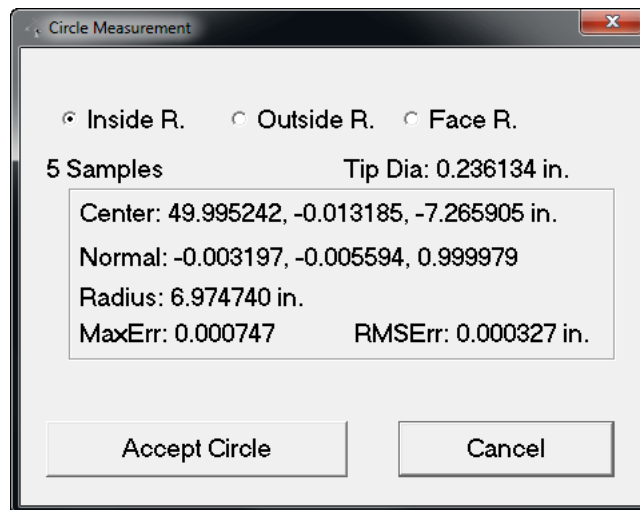 Circle Measurement
Inside R. Outside R. Face R.
5 Samples Tip Dia: 0.236134 in.
Center: 49.995242, -0.013185, -7.265905 in.
Normal: -0.003197, -0.005594, 0.999979
Radius: 6.974740 in.
MaxErr: 0.000747 RMSErr: 0.000327 in.
Accept Circle Cancel